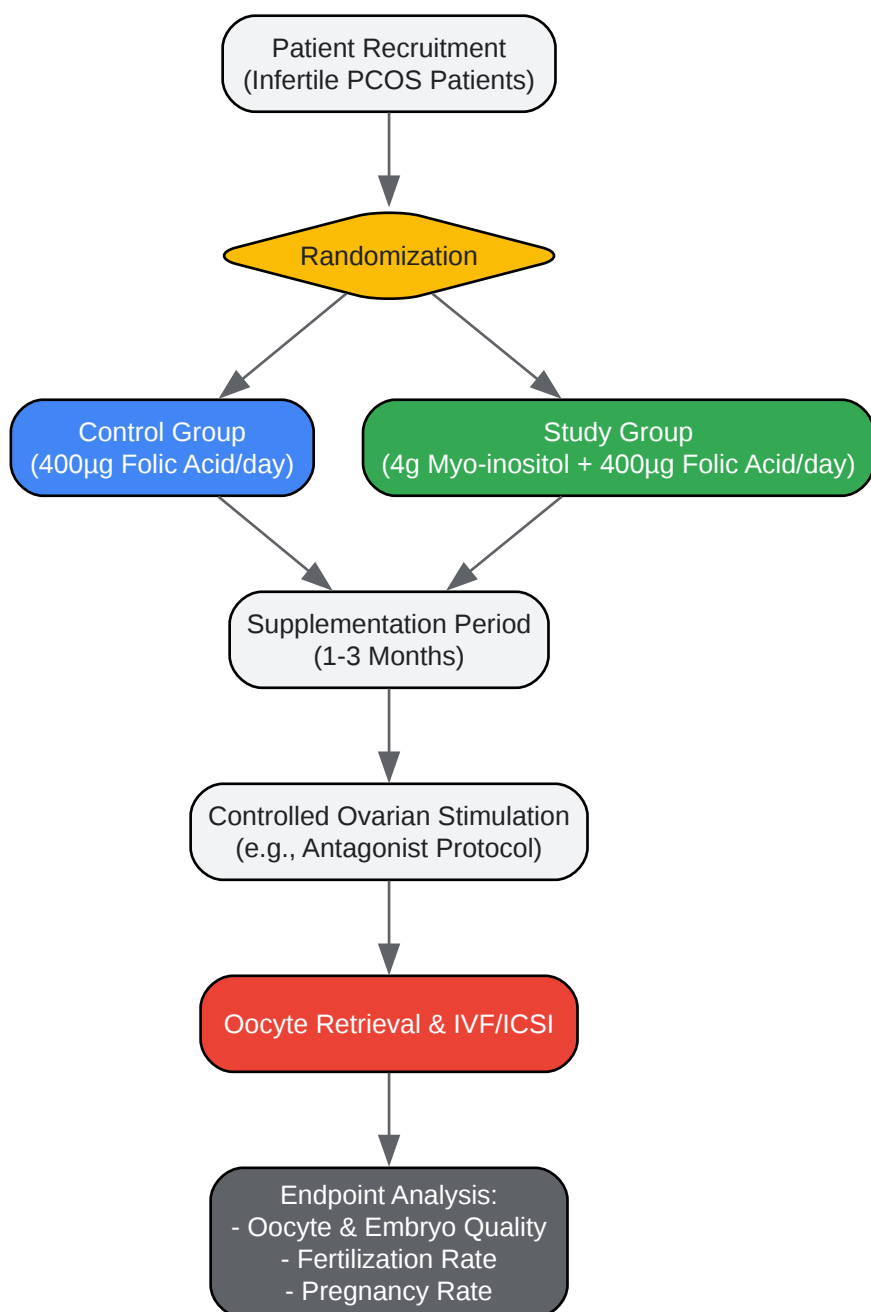 Patient Recruitment
(Infertile PCOS Patients)
Randomization
Control Group
(400µg Folic Acid/day)
Study Group
(4g Myo-inositol + 400µg Folic Acid/day)
Supplementation Period
(1-3 Months)
Controlled Ovarian Stimulation
(e.g., Antagonist Protocol)
Oocyte Retrieval & IVF/ICSI
Endpoint Analysis:
- Oocyte & Embryo Quality
- Fertilization Rate
- Pregnancy Rate